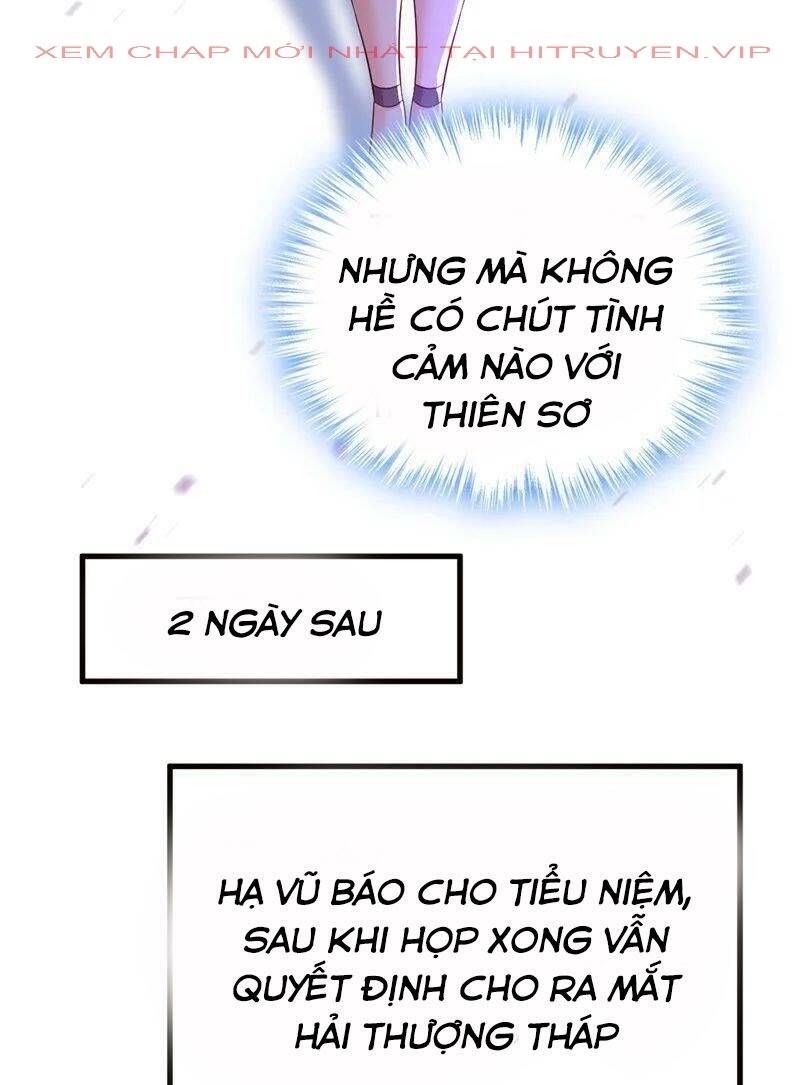 XEM CHAP MỚI NHẤT TẠI HITRUYEN.VIP
NHƯNG MÀ KHÔNG
HỀ CÓ CHÚT TÌNH
CẢM NÀO VỚI
THIÊN SƠ
2 NGÀY SAU
HẠ VŨ BÁO CHO TIỂU NIỆM,
SAU KHI HỌP XONG VẪN
QUYẾT ĐỊNH CHO RA MẮT
HẢI THƯỢNG THÁP